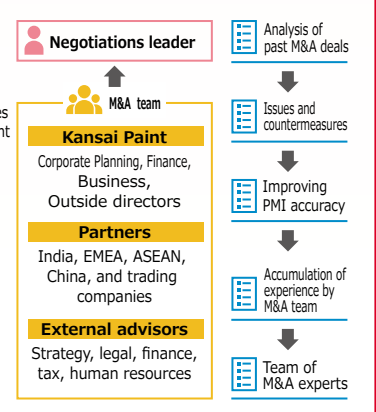 Negotiations leader
es
nt
M&A team
Kansai Paint
Corporate Planning, Finance,
Business,
Outside directors
Partners
India, EMEA, ASEAN,
China, and trading
companies
External advisors
Strategy, legal, finance,
tax, human resources
Analysis of
past M&A deals
Issues and
countermeasures
Improving
PMI accuracy
Accumulation of
experience by
M&A team
Team of
M&A experts